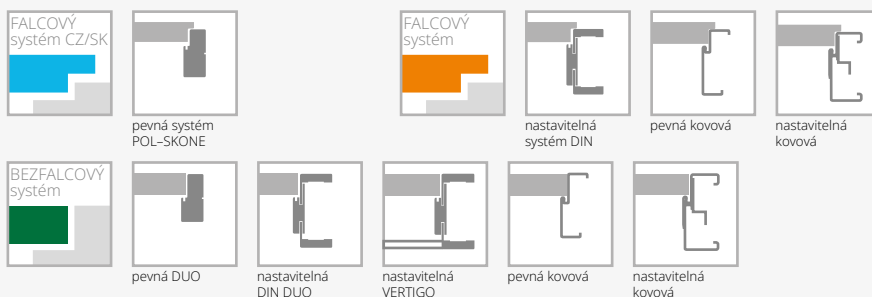 FALCOVÝ
systém CZ/SK
pevná systém
POL–SKONE
FALCOVÝ
systém
nastavitelná
systém DIN
pevná kovová
nastavitelná
kovová
BEZFALCOVÝ
systém
pevná DUO
nastavitelná
DIN DUO
nastavitelná
VERTIGO
pevná kovová
nastavitelná
kovová